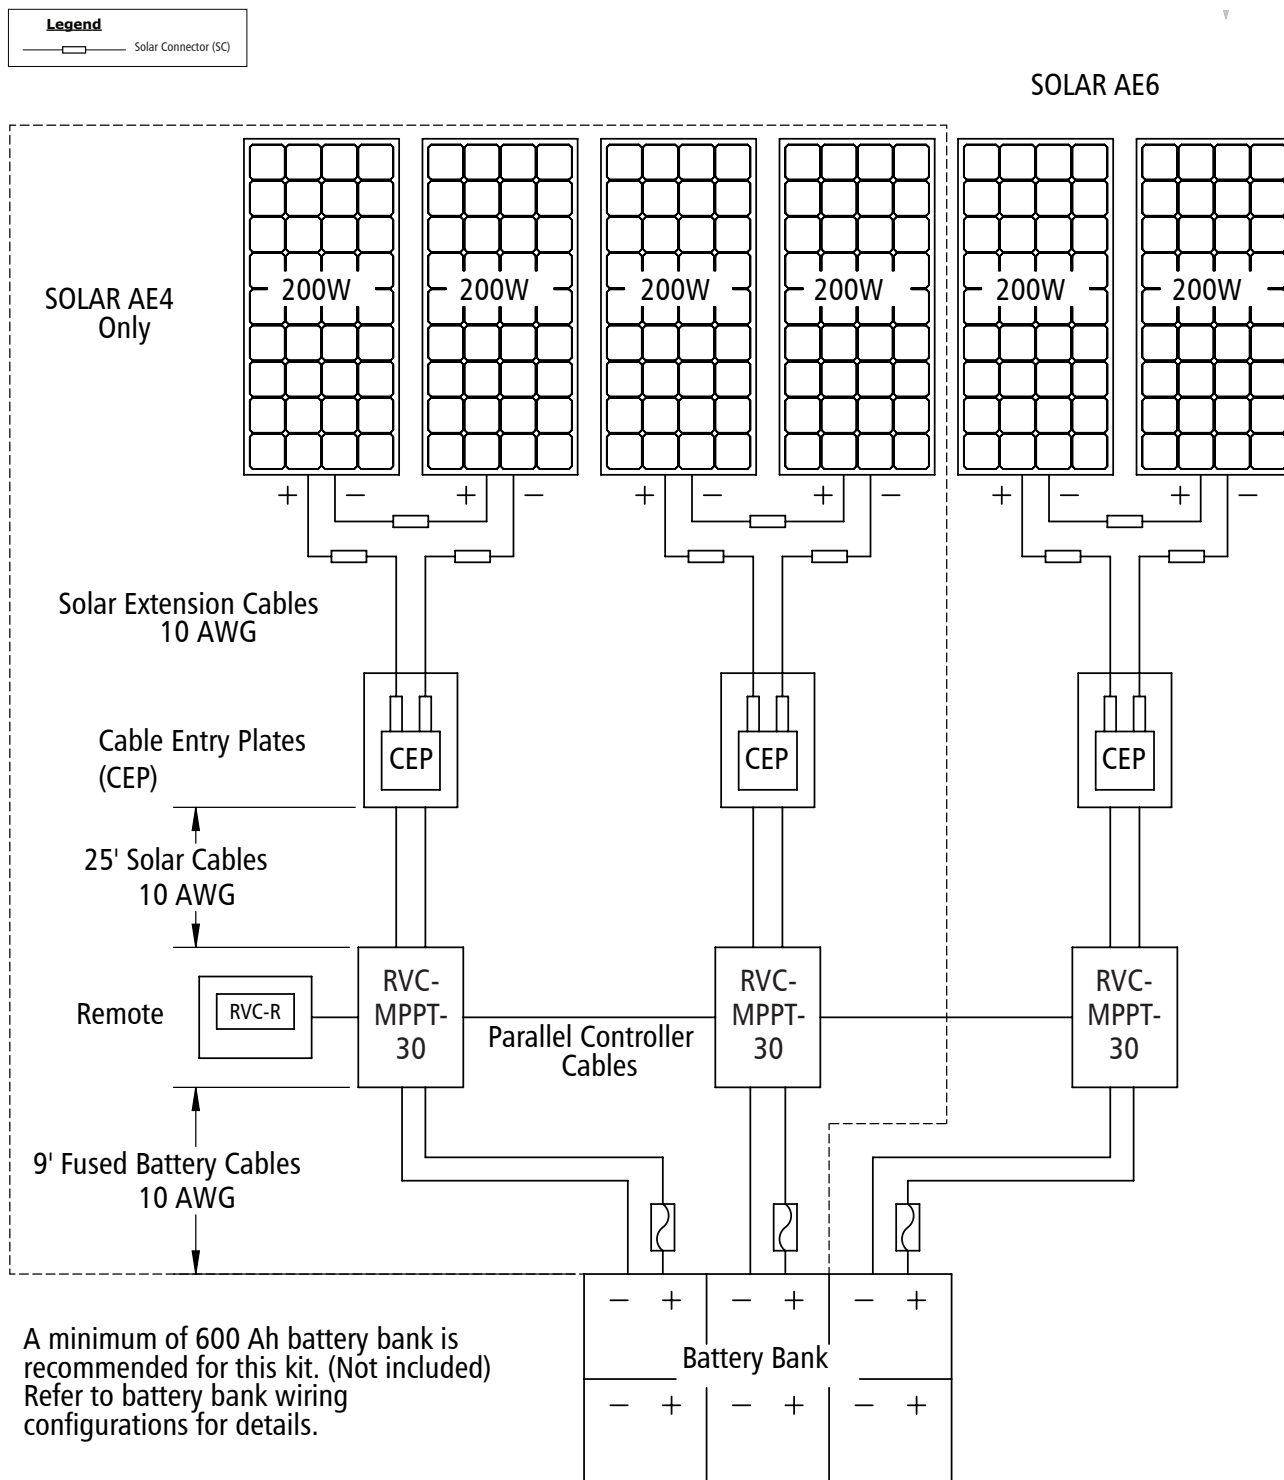 Legend
Solar Connector (SC)
SOLAR AE6
SOLAR AE4
Only
200W
200W
200W
200W
200W
200W
+ −
+ −
+ −
+ −
+ −
+ −
Solar Extension Cables
10 AWG
Cable Entry Plates
(CEP)
CEP
CEP
CEP
25' Solar Cables
10 AWG
Remote
RVC-R
RVC-
MPPT-
30
Parallel Controller
Cables
RVC-
MPPT-
30
RVC-
MPPT-
30
9' Fused Battery Cables
10 AWG
− +
− +
− +
Battery Bank
− +
− +
− +
A minimum of 600 Ah battery bank is
recommended for this kit. (Not included)
Refer to battery bank wiring
configurations for details.